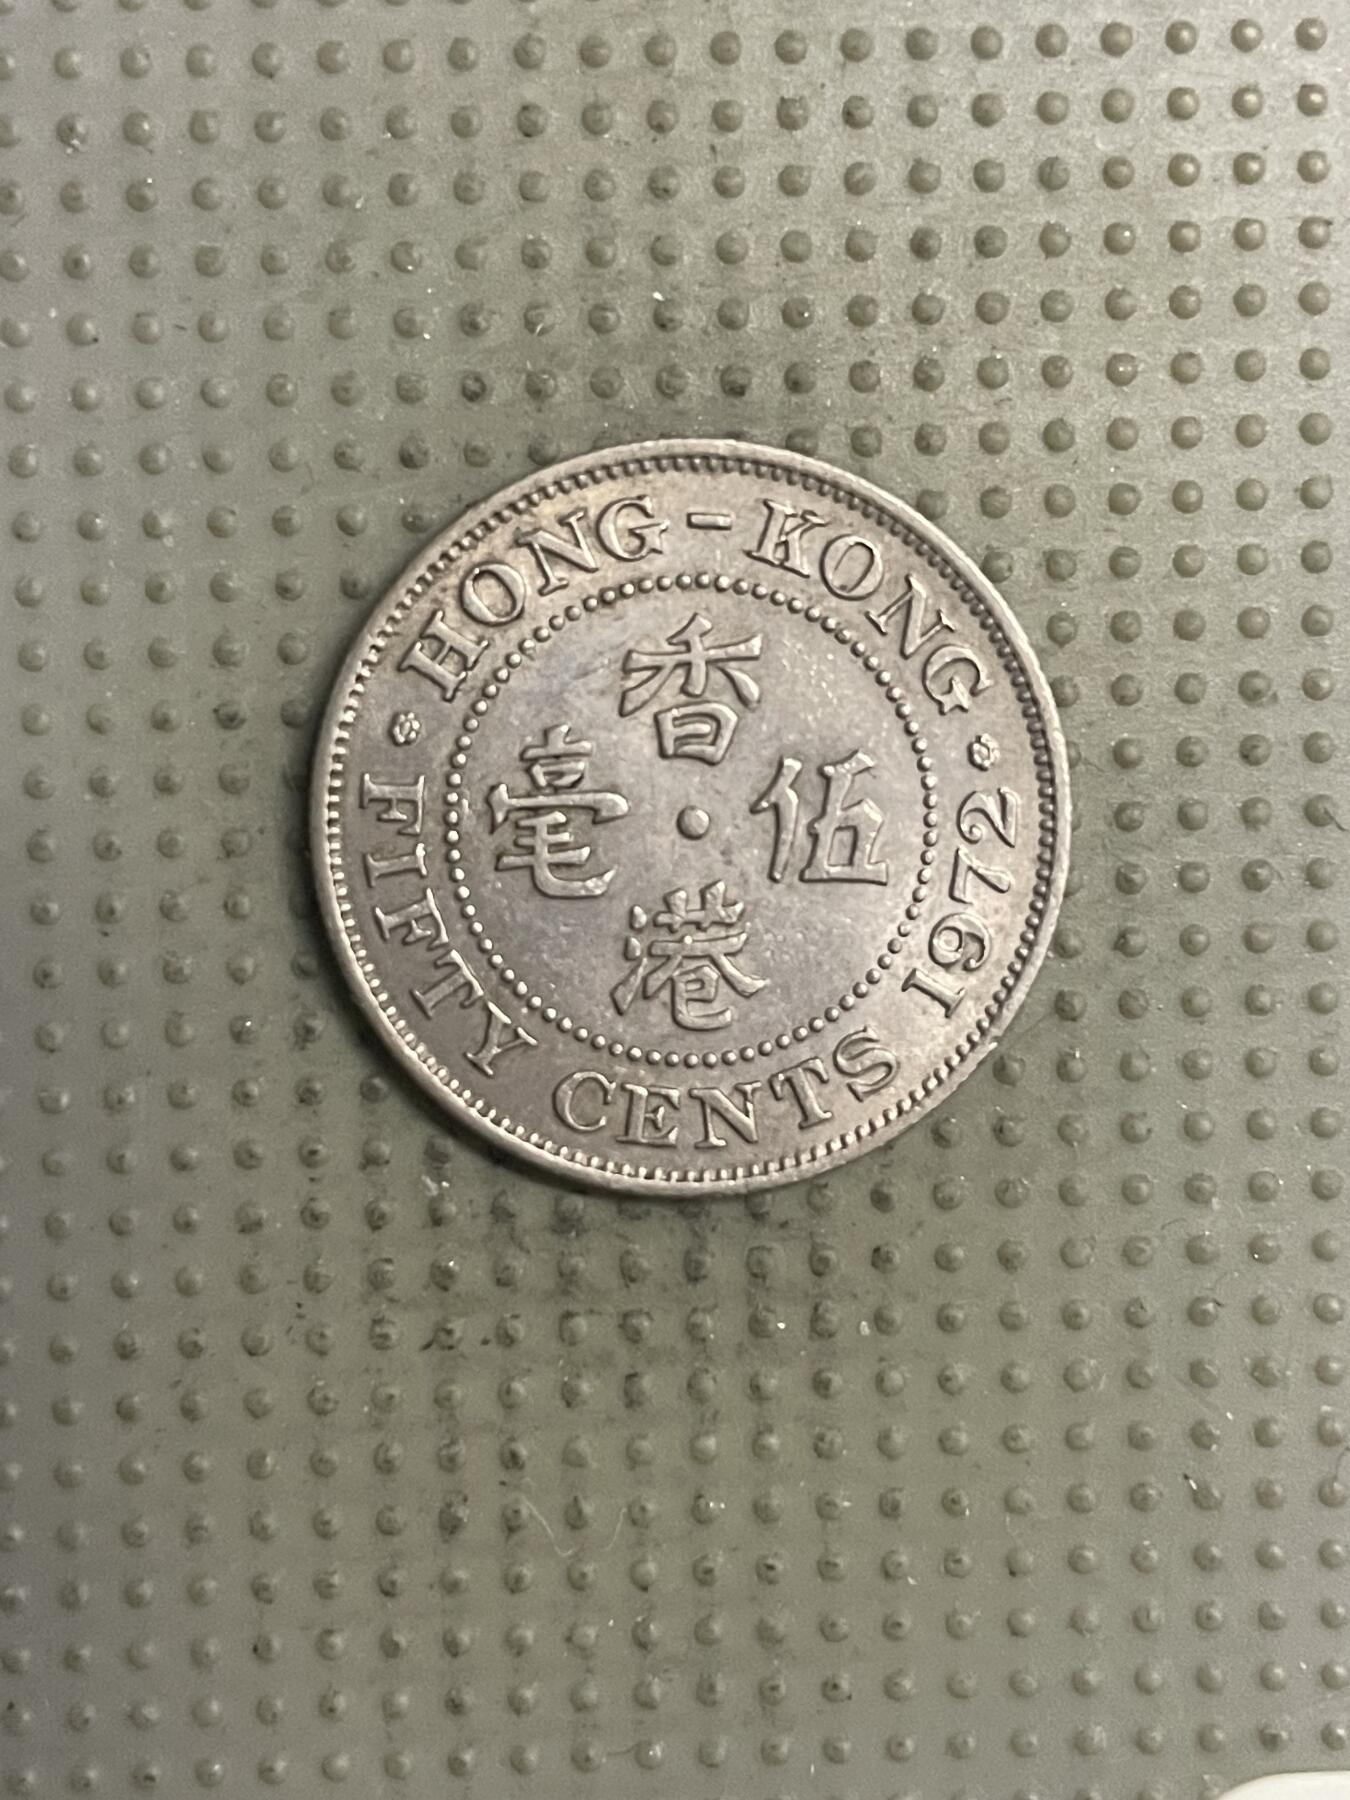 HONG-KONG
FIFTY CENTS 1972
香
港
伍
毫